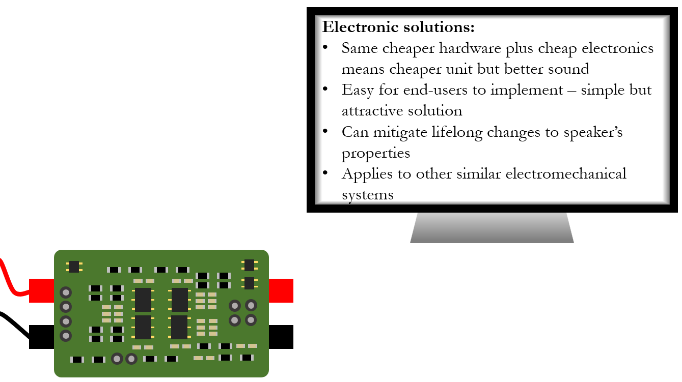 Electronic solutions:
• Same cheaper hardware plus cheap electronics
means cheaper unit but better sound
• Easy for end-users to implement – simple but
attractive solution
• Can mitigate lifelong changes to speaker's
properties
• Applies to other similar electromechanical
systems